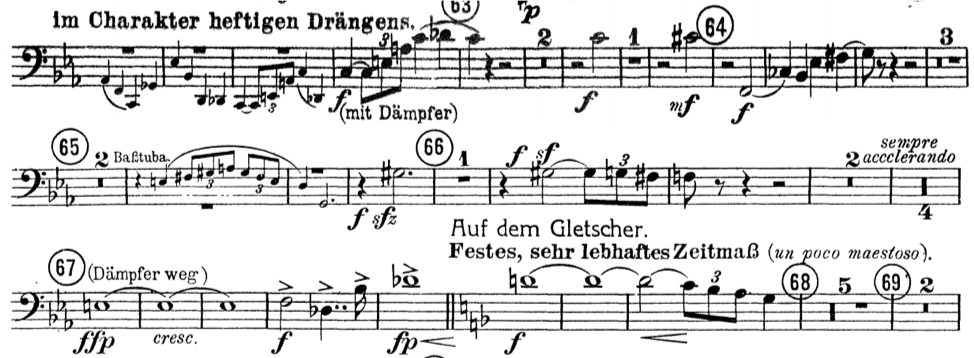 im Charakter heftigen Drängens. 63 p 64
3 2 1 3
f (mit Dämpfer) f mf f
3
65 2 Baßtuba. 66 1 f sf 2 sempre
accelerando
3 3 3 4
f sfz
Auf dem Gletscher.
Festes, sehr lebhaftes Zeitmaß (un poco maestoso).
67 (Dämpfer weg) 3 68 5 69 2
ffp cresc. f fp f